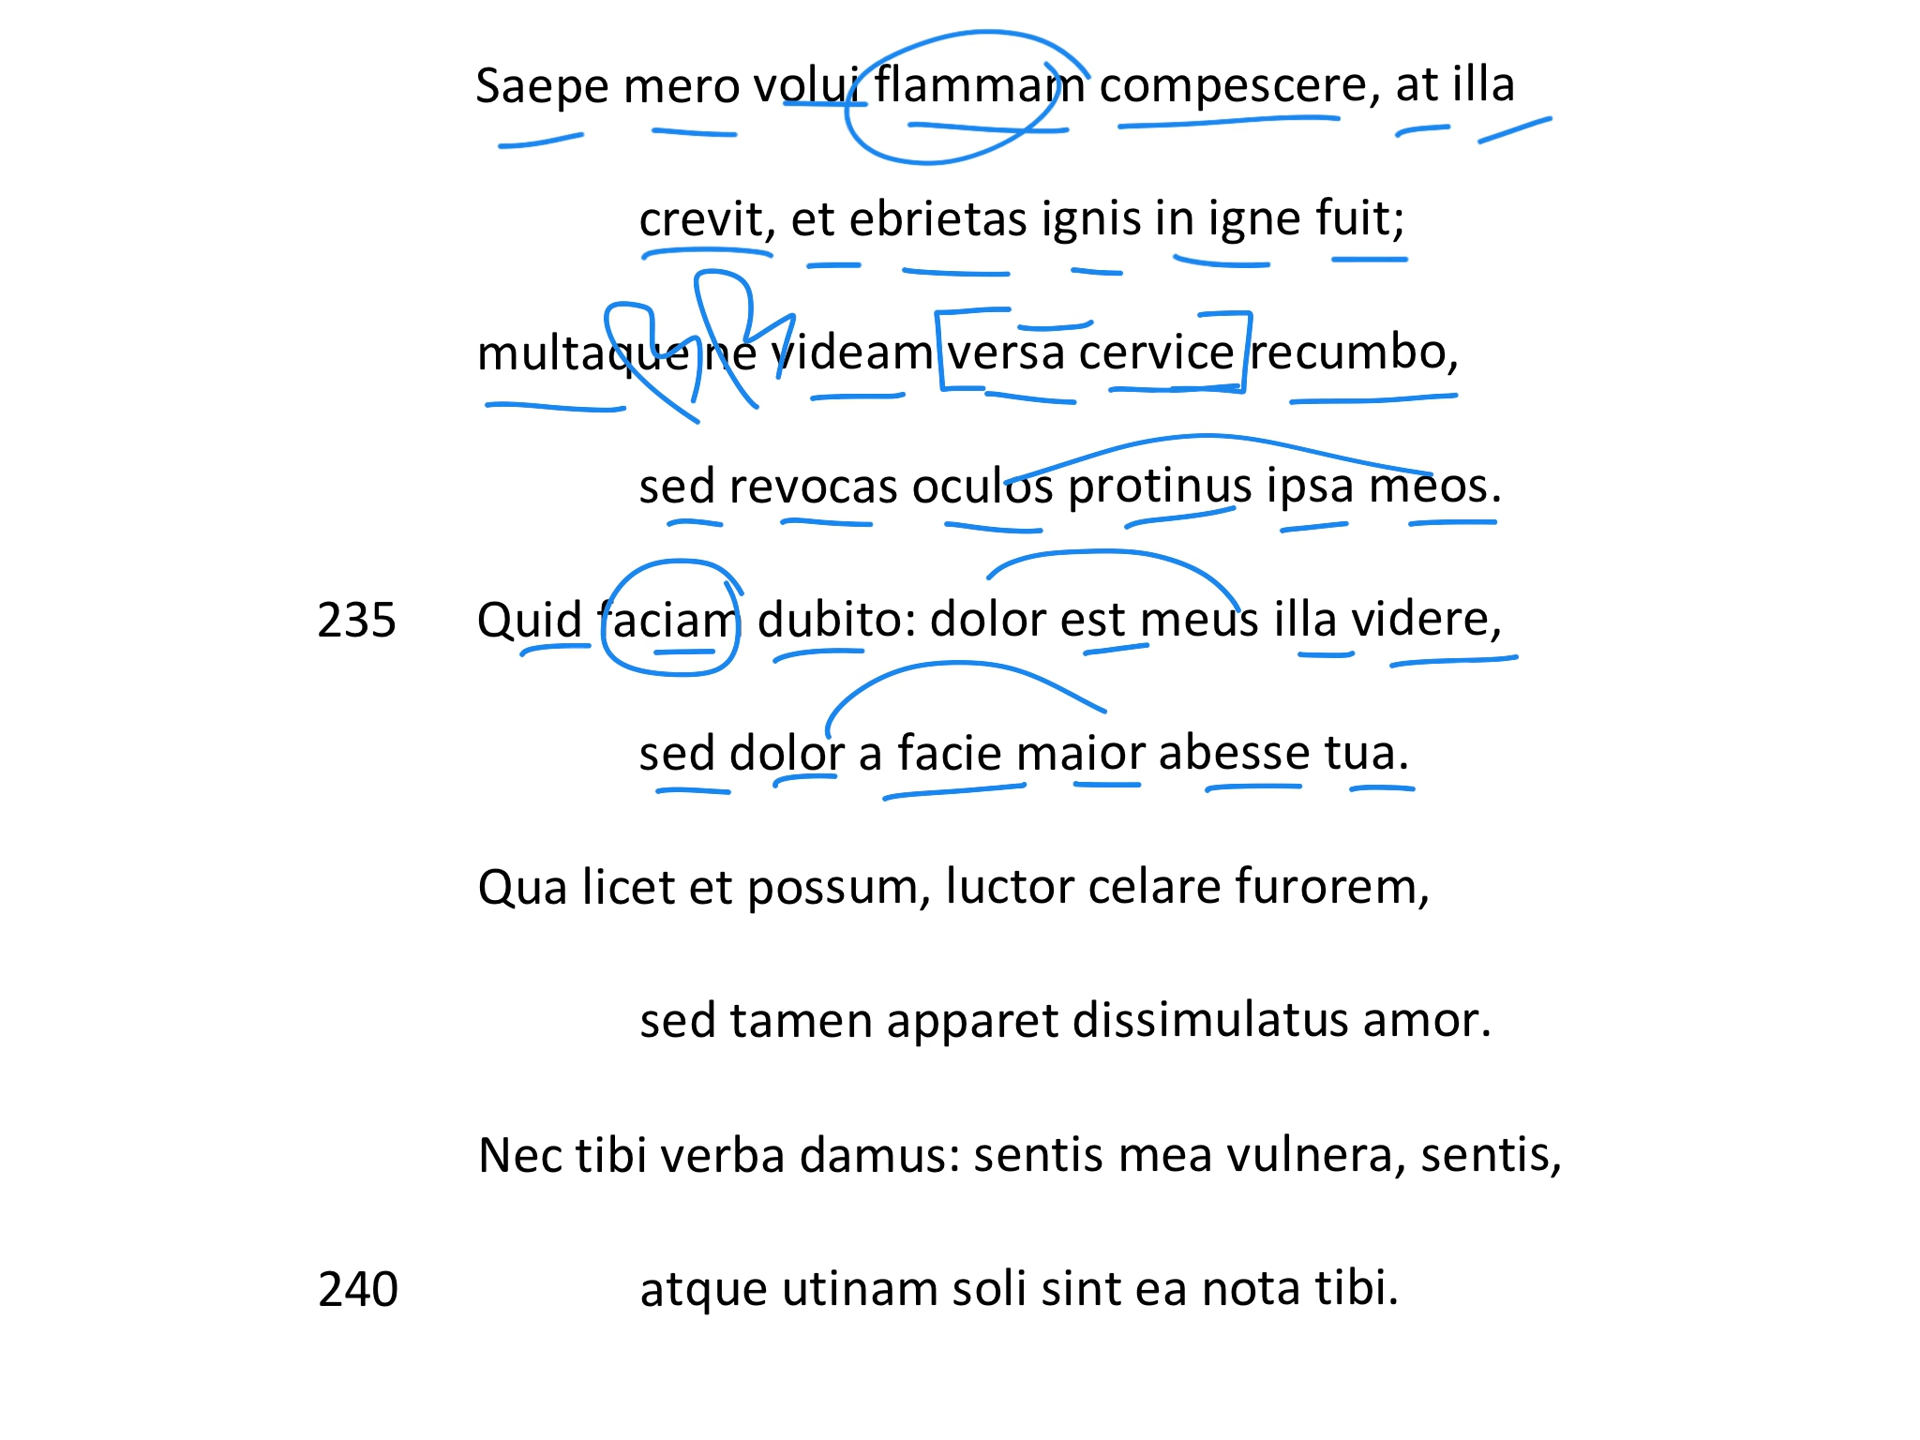 Saepe mero volui flammam compescere, at illa
crevit, et ebrietas ignis in igne fuit;
multaque ne videam versa cervice recumbo,
sed revocas oculos protinus ipsa meos.
235 Quid faciam dubito: dolor est meus illa videre,
sed dolor a facie maior abesse tua.
Qua licet et possum, luctor celare furorem,
sed tamen apparet dissimulatus amor.
Nec tibi verba damus: sentis mea vulnera, sentis,
240 atque utinam soli sint ea nota tibi.